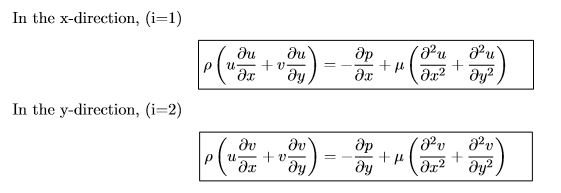 In the x-direction, (i=1)
ρ(u ∂u/∂x + v ∂u/∂y) = −∂p/∂x + μ(∂²u/∂x² + ∂²u/∂y²)
In the y-direction, (i=2)
ρ(u ∂v/∂x + v ∂v/∂y) = −∂p/∂y + μ(∂²v/∂x² + ∂²v/∂y²)